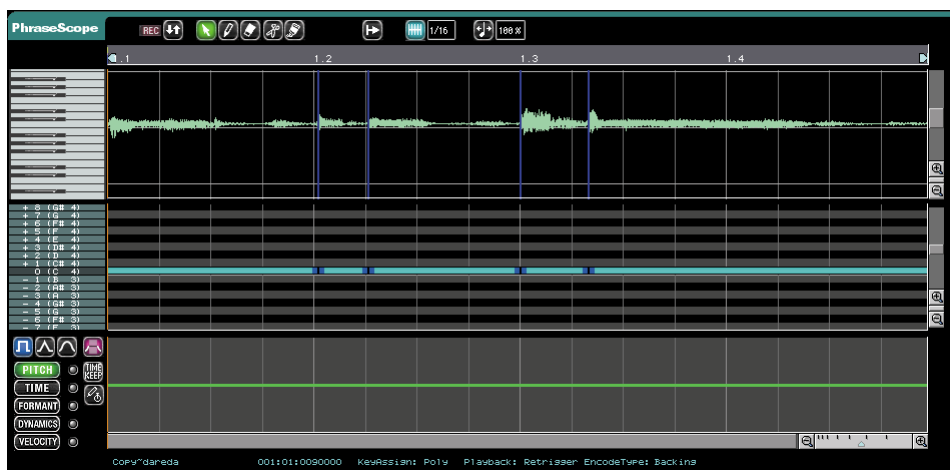 PhraseScope REC 1/16 100 %
.1 1.2 1.3 1.4
+ 8 (G# 4)
+ 7 (G 4)
+ 6 (F# 4)
+ 5 (F 4)
+ 4 (E 4)
+ 3 (D# 4)
+ 2 (D 4)
+ 1 (C# 4)
0 (C 4)
- 1 (B 3)
- 2 (A# 3)
- 3 (A 3)
- 4 (G# 3)
- 5 (G 3)
- 6 (F# 3)
- 7 (F 3)
PITCH TIME KEEP
TIME
FORMANT
DYNAMICS
VELOCITY
Copy~dareda 001:01:0090000 KeyAssign: Poly Playback: Retrigger EncodeType: Backing